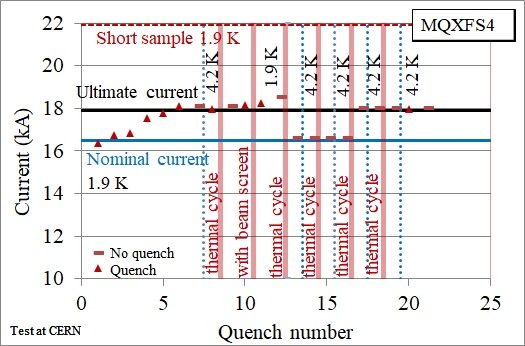 MQXFS4
Short sample 1.9 K
4.2 K
1.9 K
4.2 K
4.2 K
4.2 K
4.2 K
Ultimate current
Nominal current
1.9 K
thermal cycle
with beam screen
thermal cycle
thermal cycle
thermal cycle
thermal cycle
No quench
Quench
Current (kA)
22
20
18
16
14
12
10
0
5
10
15
20
25
Quench number
Test at CERN